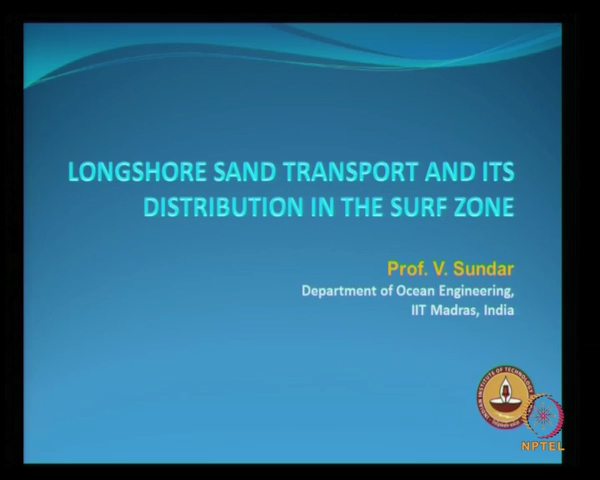 LONGSHORE SAND TRANSPORT AND ITS
DISTRIBUTION IN THE SURF ZONE
Prof. V. Sundar
Department of Ocean Engineering,
IIT Madras, India
NPTEL